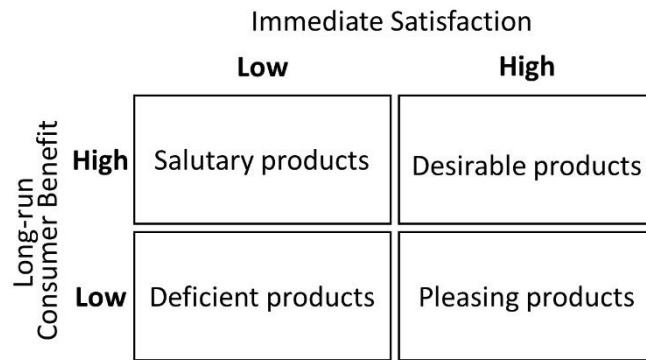 Immediate Satisfaction
Low High
Long-run
Consumer Benefit
High Salutary products Desirable products
Low Deficient products Pleasing products